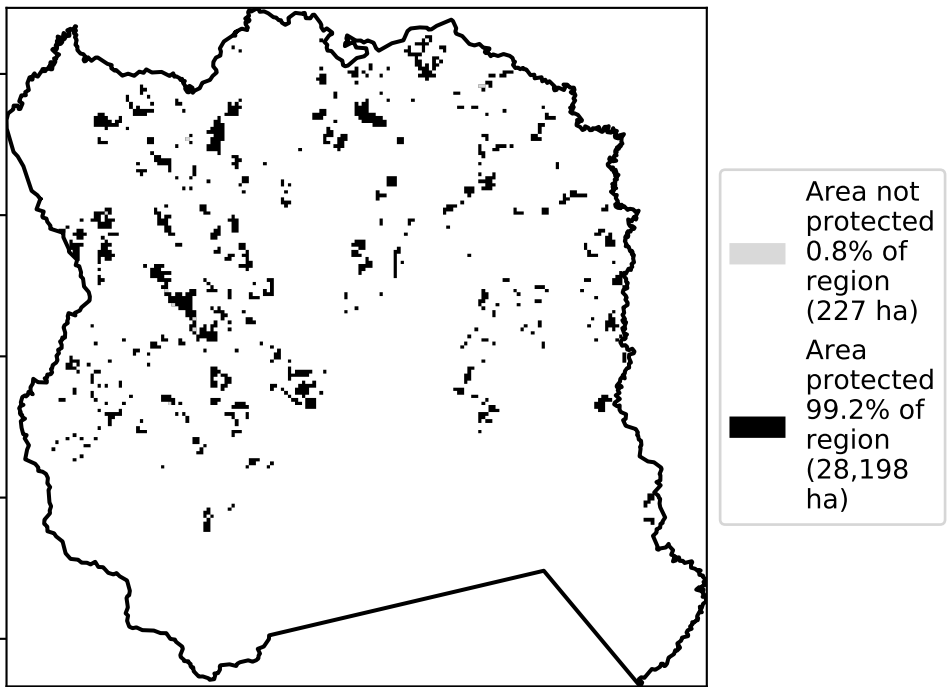 Area not
protected
0.8% of
region
(227 ha)
Area
protected
99.2% of
region
(28,198
ha)